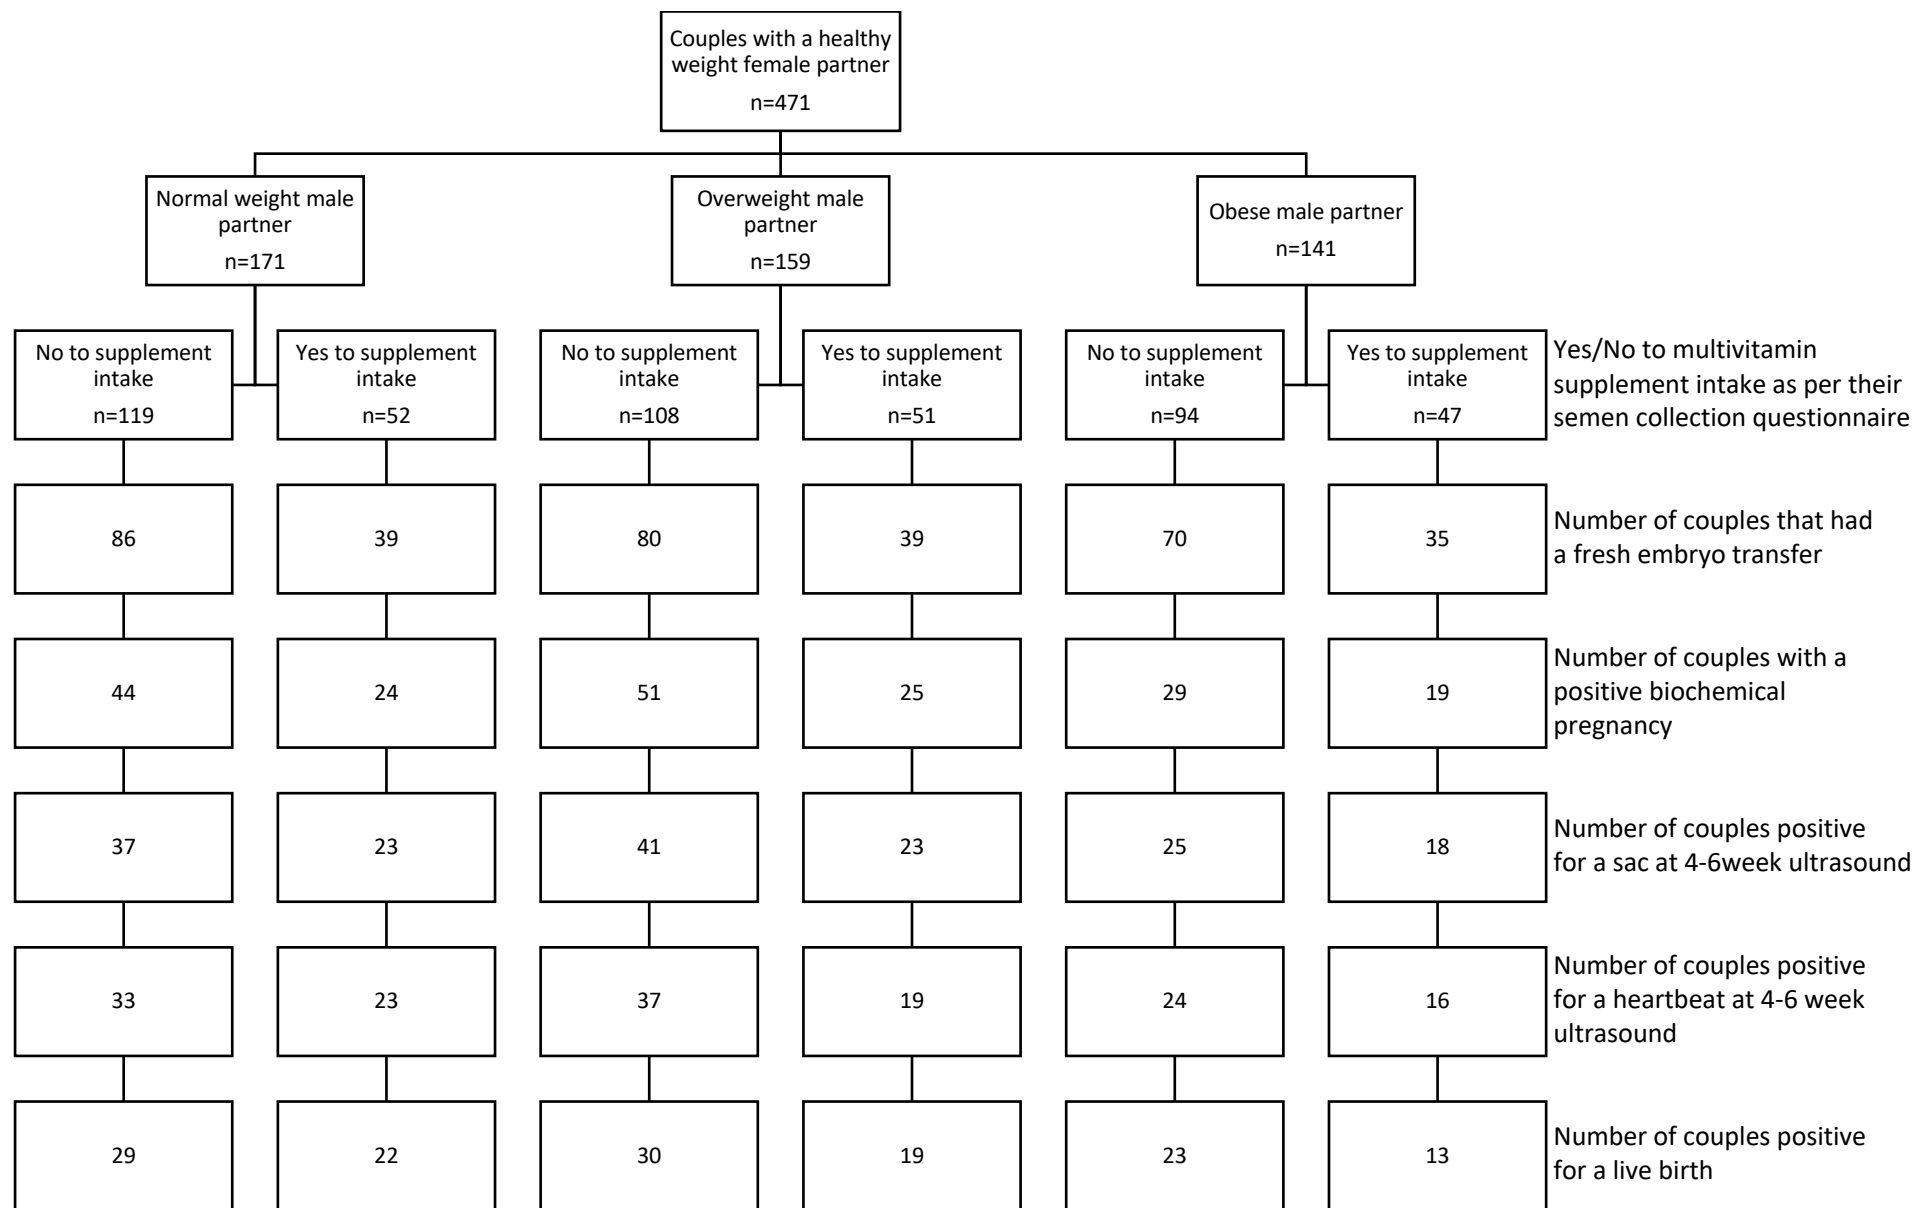 Couples with a healthy
weight female partner
n=471
Normal weight male
partner
n=171
Overweight male
partner
n=159
Obese male partner
n=141
No to supplement
intake
n=119
Yes to supplement
intake
n=52
No to supplement
intake
n=108
Yes to supplement
intake
n=51
No to supplement
intake
n=94
Yes to supplement
intake
n=47
Yes/No to multivitamin
supplement intake as per their
semen collection questionnaire
86
39
80
39
70
35
Number of couples that had
a fresh embryo transfer
44
24
51
25
29
19
Number of couples with a
positive biochemical
pregnancy
37
23
41
23
25
18
Number of couples positive
for a sac at 4-6week ultrasound
33
23
37
19
24
16
Number of couples positive
for a heartbeat at 4-6 week
ultrasound
29
22
30
19
23
13
Number of couples positive
for a live birth